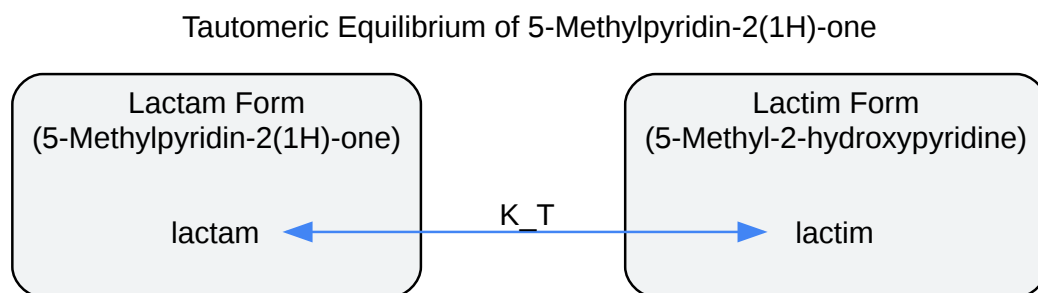 Tautomeric Equilibrium of 5-Methylpyridin-2(1H)-one
Lactam Form
(5-Methylpyridin-2(1H)-one)
lactam
K_T
Lactim Form
(5-Methyl-2-hydroxypyridine)
lactim